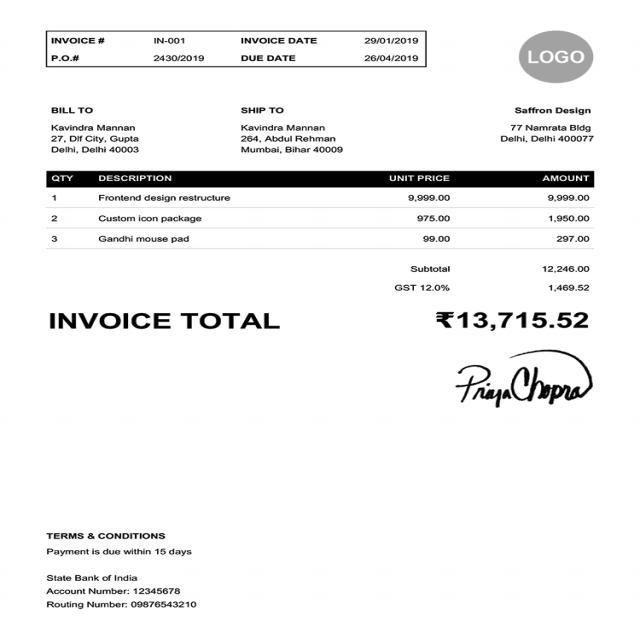 INVOICE # IN-001 INVOICE DATE 29/01/2019
P.O.# 2430/2019 DUE DATE 26/04/2019
LOGO
BILL TO SHIP TO Saffron Design
Kavindra Mannan Kavindra Mannan 77 Namrata Bldg
27, Dlf City, Gupta 264, Abdul Rehman Delhi, Delhi 400077
Delhi, Delhi 40003 Mumbai, Bihar 40009
QTY DESCRIPTION UNIT PRICE AMOUNT
1 Frontend design restructure 9,999.00 9,999.00
2 Custom icon package 975.00 1,950.00
3 Gandhi mouse pad 99.00 297.00
Subtotal 12,246.00
GST 12.0% 1,469.52
INVOICE TOTAL ₹13,715.52
Priya Chopra
TERMS & CONDITIONS
Payment is due within 15 days
State Bank of India
Account Number: 12345678
Routing Number: 09876543210